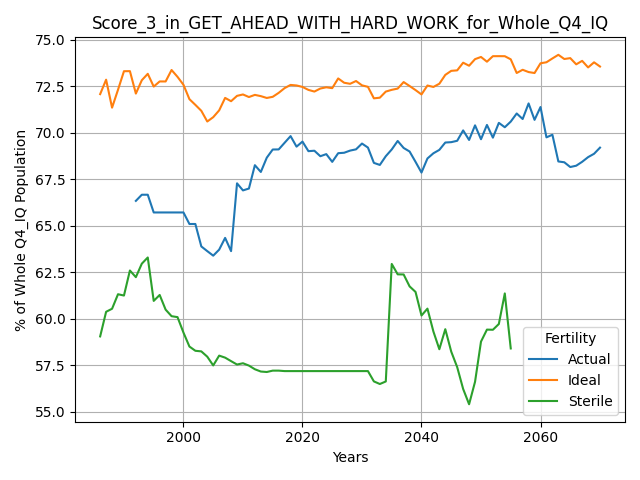 Score_3_in_GET_AHEAD_WITH_HARD_WORK_for_Whole_Q4_IQ
% of Whole Q4_IQ Population
75.0
72.5
70.0
67.5
65.0
62.5
60.0
57.5
55.0
Fertility
Actual
Ideal
Sterile
2000
2020
2040
2060
Years